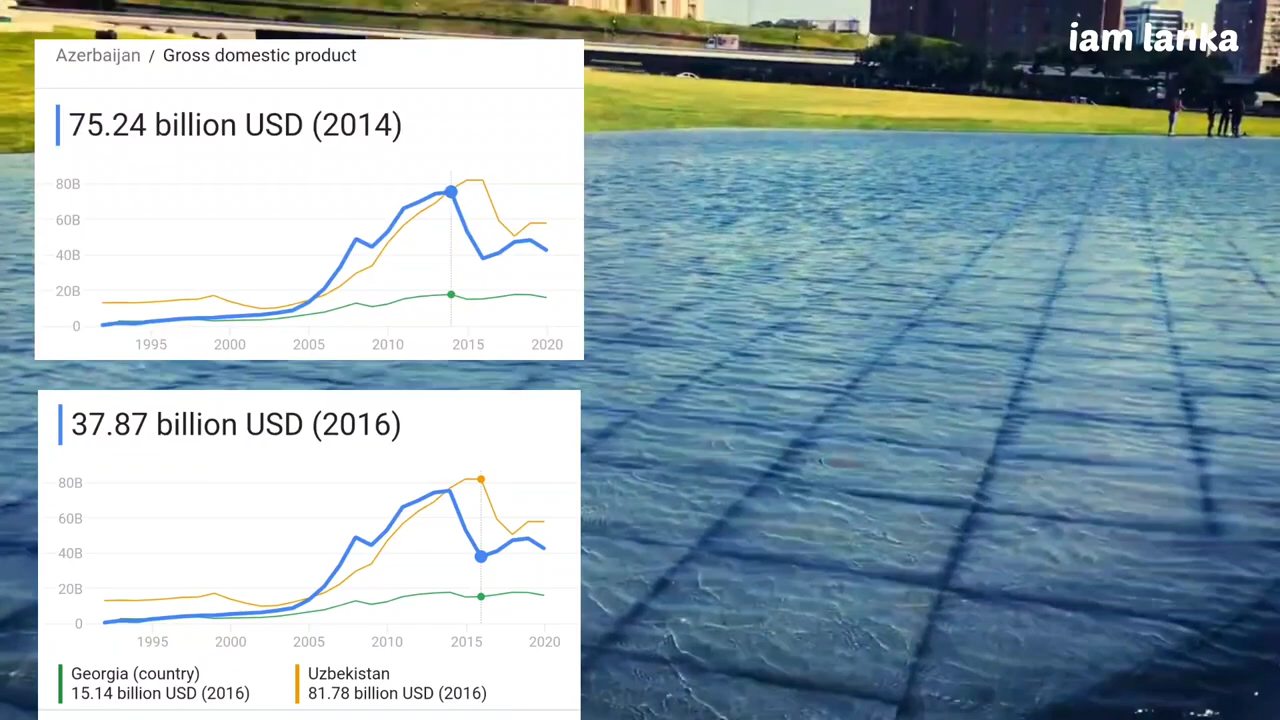 iam lanka
Azerbaijan / Gross domestic product
75.24 billion USD (2014)
80B
60B
40B
20B
0
1995 2000 2005 2010 2015 2020
37.87 billion USD (2016)
80B
60B
40B
20B
0
1995 2000 2005 2010 2015 2020
Georgia (country)
15.14 billion USD (2016)
Uzbekistan
81.78 billion USD (2016)